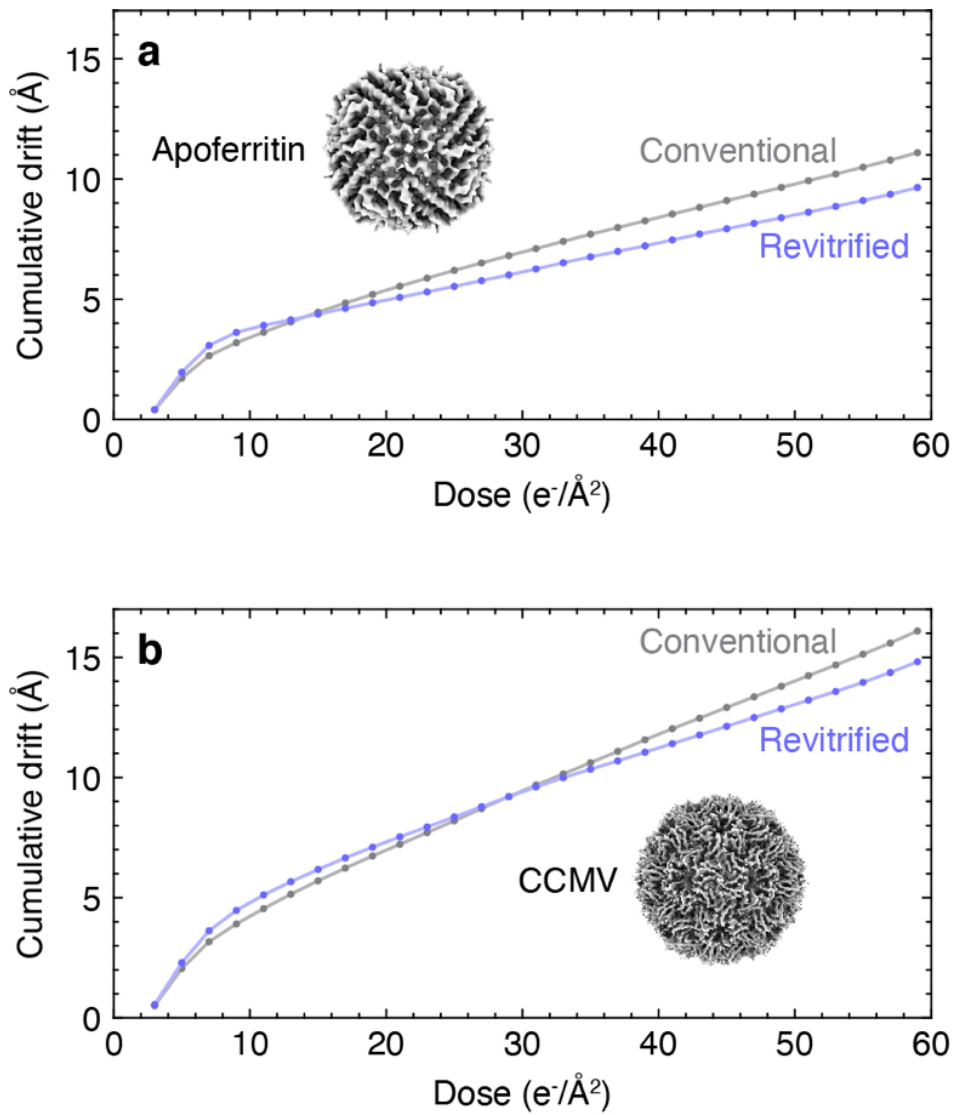 a
15
Apoferritin
Conventional
10
Revitrified
5
0
Cumulative drift (Å)
0 10 20 30 40 50 60
Dose (e⁻/Å²)
b
15
Conventional
Revitrified
10
CCMV
5
0
Cumulative drift (Å)
0 10 20 30 40 50 60
Dose (e⁻/Å²)